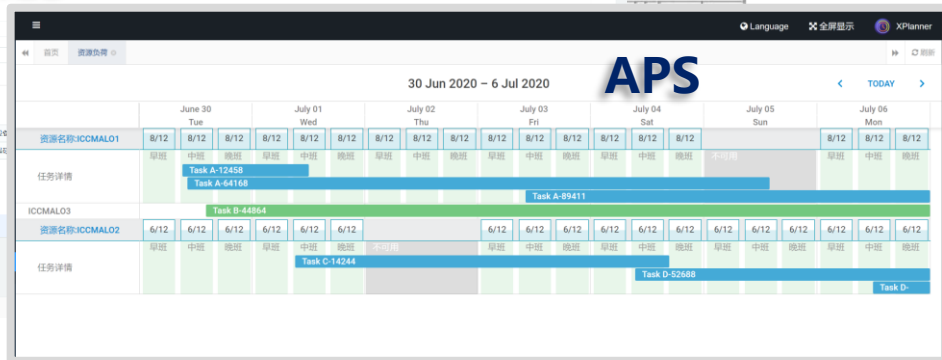 Language 全屏显示 XPlanner
首页 资源负荷 刷新
APS
30 Jun 2020 – 6 Jul 2020 TODAY
June 30 July 01 July 02 July 03 July 04 July 05 July 06
Tue Wed Thu Fri Sat Sun Mon
资源名称:ICCMALO1 8/12 8/12 8/12 8/12 8/12 8/12 8/12 8/12 8/12 8/12 8/12 8/12 8/12 8/12 8/12 8/12 8/12 8/12
早班 中班 晚班 早班 中班 晚班 早班 中班 晚班 早班 中班 晚班 早班 中班 晚班 不可用 早班 中班 晚班
任务详情
Task A-12458
Task A-64168
Task A-89411
ICCMALO3 Task B-44864
资源名称:ICCMALO2 6/12 6/12 6/12 6/12 6/12 6/12 6/12 6/12 6/12 6/12 6/12 6/12 6/12 6/12 6/12 6/12 6/12 6/12
早班 中班 晚班 早班 中班 晚班 不可用 早班 中班 晚班 早班 中班 晚班 早班 中班 晚班 早班 中班 晚班
任务详情
Task C-14244
Task D-52688
Task D-